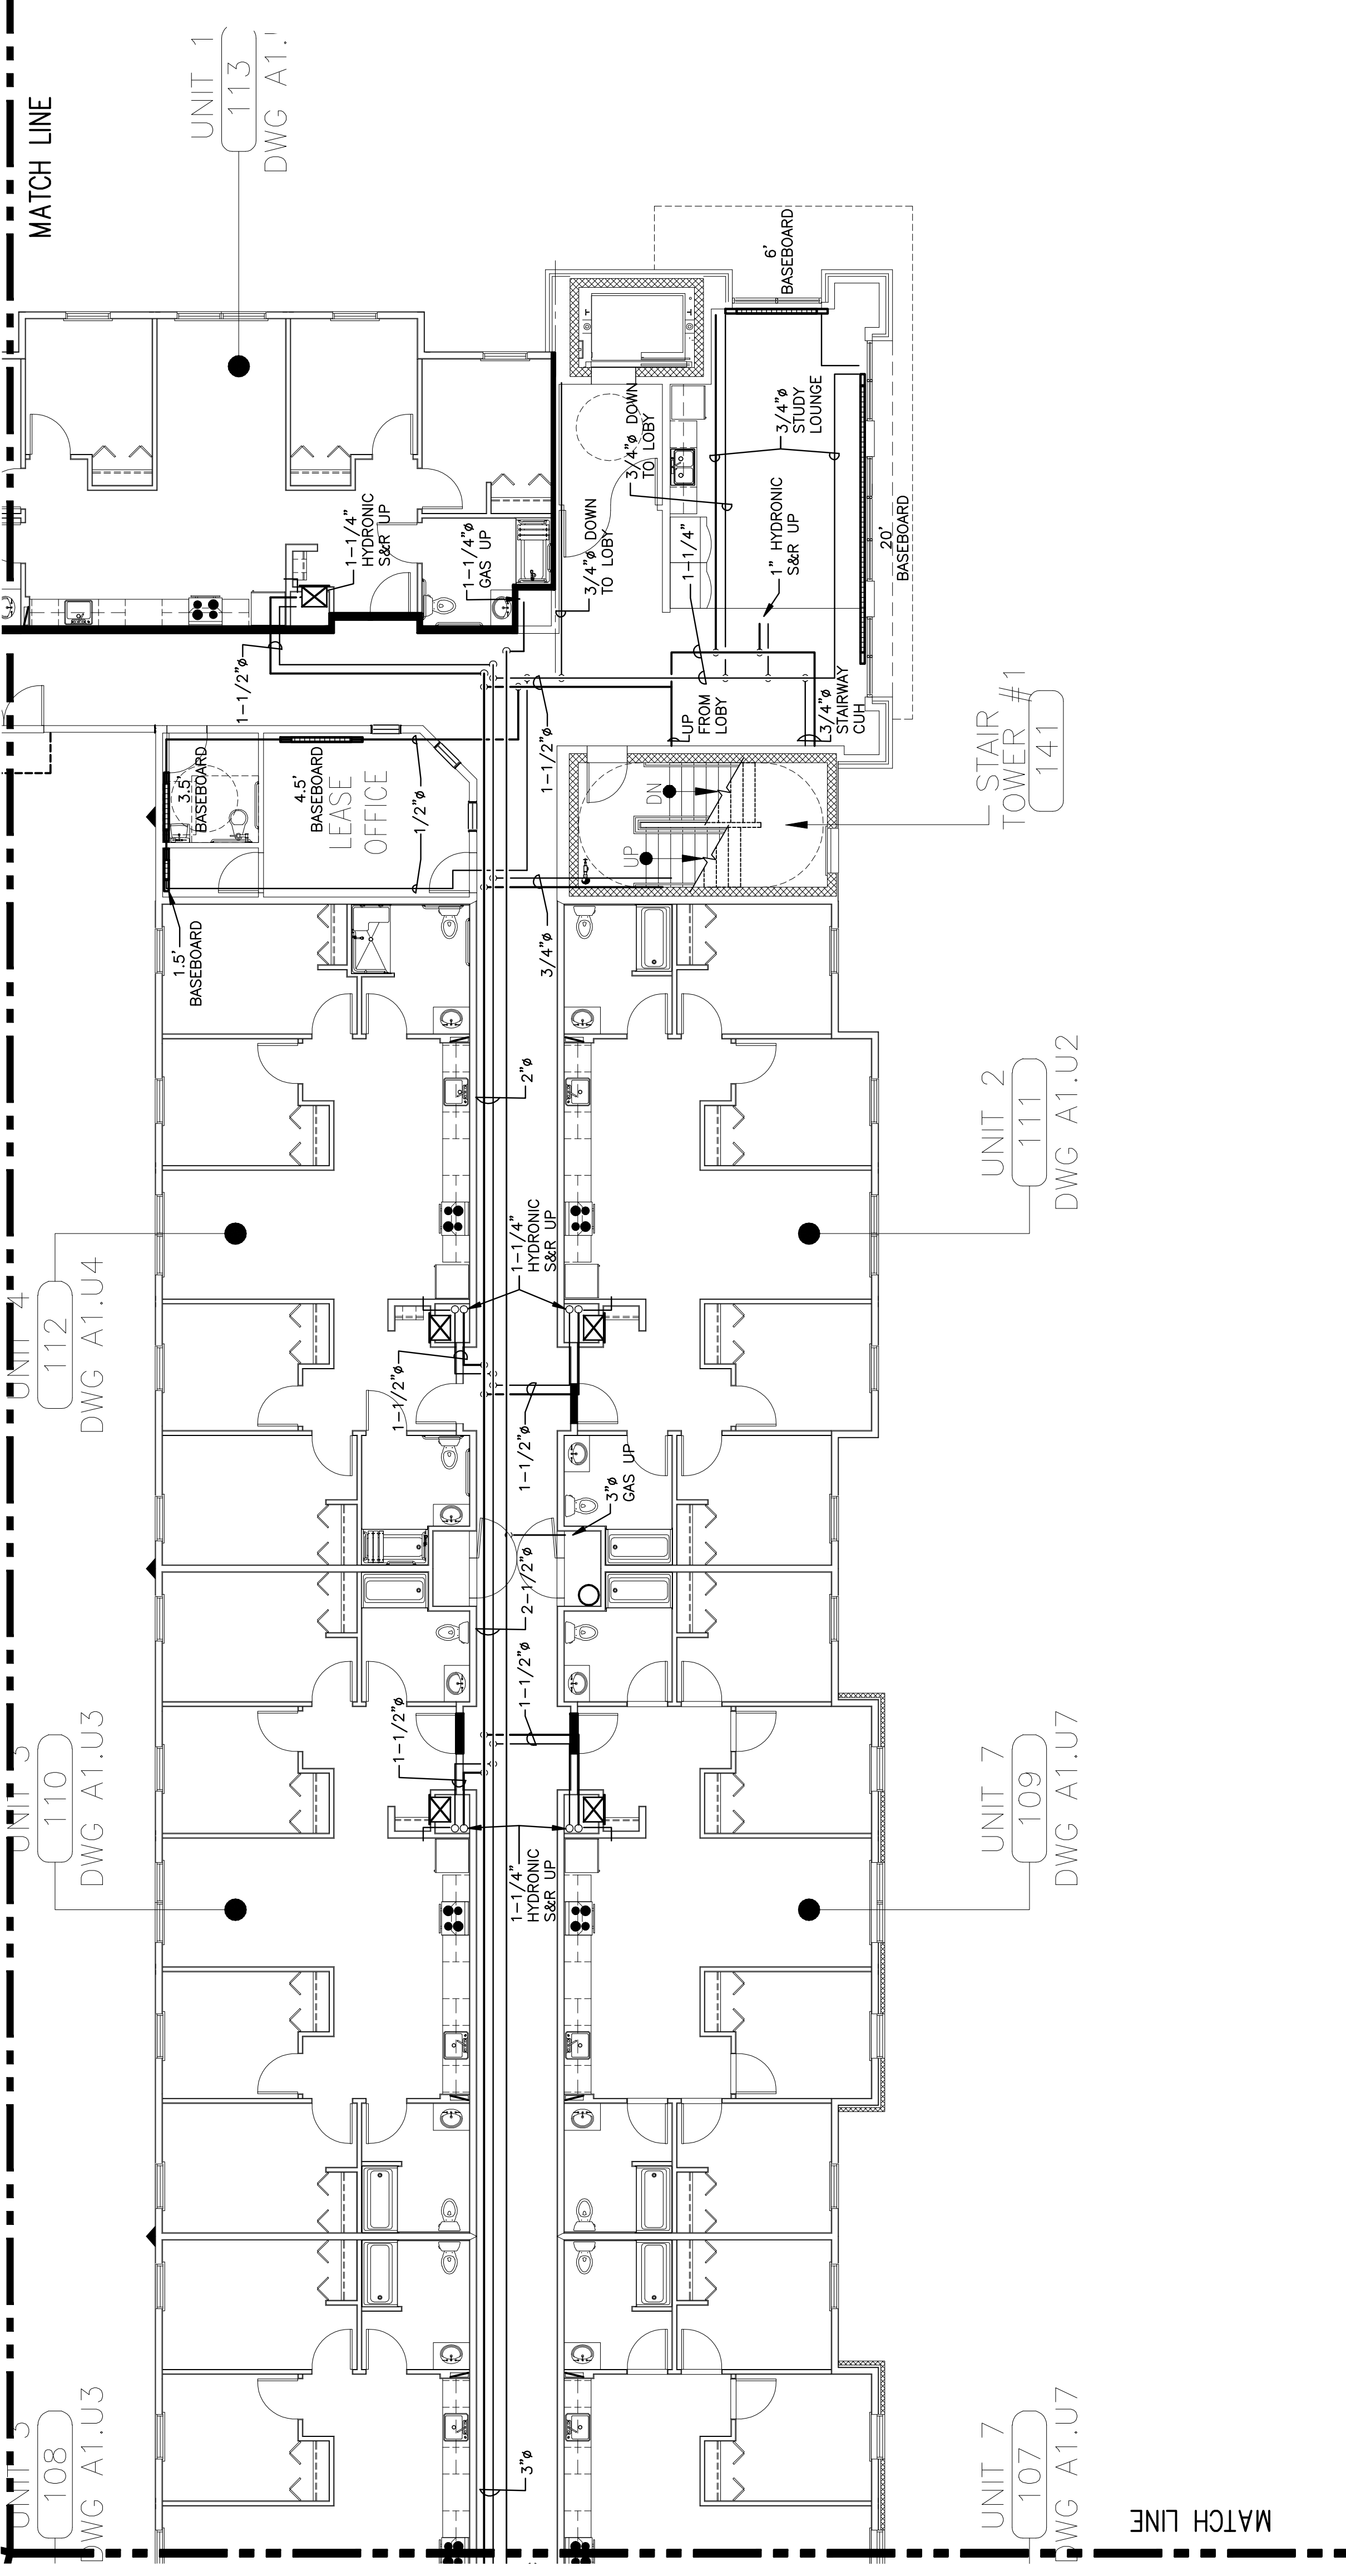 MATCH LINE
UNIT 1
113
DWG A1.
6'
BASEBOARD
3/4"ø
STUDY
LOUNGE
3/4"ø DOWN
TO LOBY
3/4"ø DOWN
TO LOBY
1-1/4"
HYDRONIC
S&R UP
1-1/4"ø
GAS UP
1-1/4"
1" HYDRONIC
S&R UP
20'
BASEBOARD
1-1/2"ø
UP
FROM
LOBY
3/4"ø
STAIRWAY
CUH
1-1/2"ø
3.5'
BASEBOARD
4.5'
BASEBOARD
LEASE
OFFICE
1/2"ø
DN
UP
STAIR
TOWER #1
141
1.5'
BASEBOARD
3/4"ø
2"ø
UNIT 2
111
DWG A1.U2
1-1/4"
HYDRONIC
S&R UP
UNIT 4
112
DWG A1.U4
1-1/2"ø
1-1/2"ø
3"ø
GAS UP
2-1/2"ø
1-1/2"ø
1-1/2"ø
UNIT 3
110
DWG A1.U3
UNIT 7
109
DWG A1.U7
1-1/4"
HYDRONIC
S&R UP
3"ø
UNIT 3
108
DWG A1.U3
UNIT 7
107
DWG A1.U7
MATCH LINE